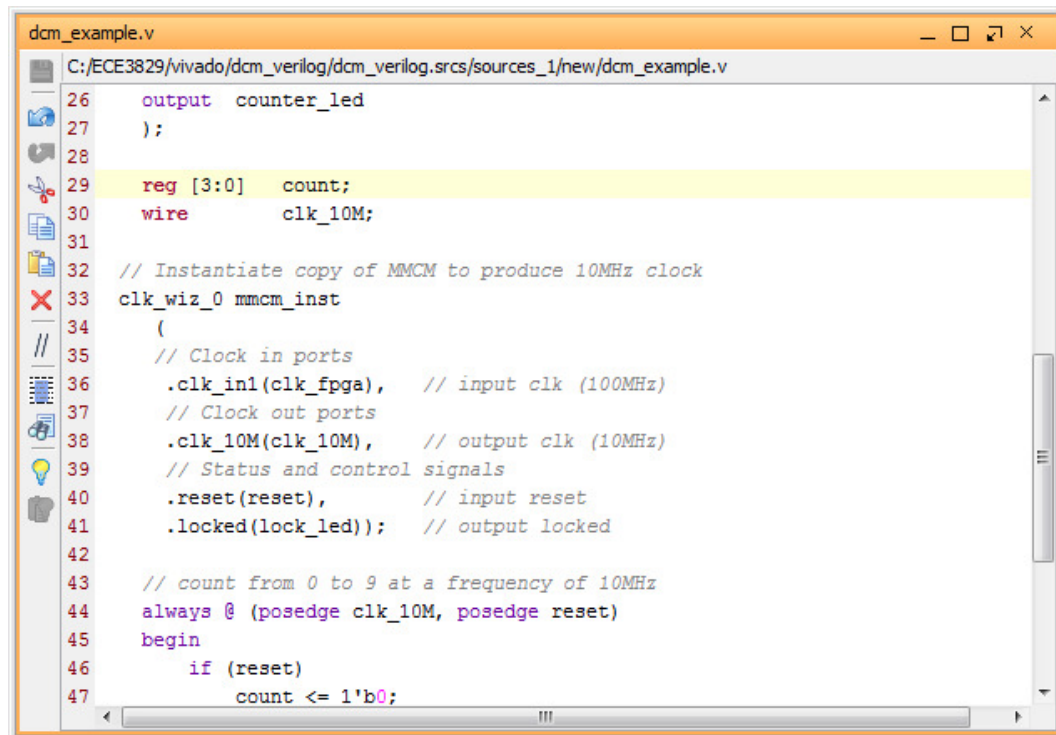 dcm_example.v
C:/ECE3829/vivado/dcm_verilog/dcm_verilog.srcs/sources_1/new/dcm_example.v
26 output counter_led
27 );
28
29 reg [3:0] count;
30 wire clk_10M;
31
32 // Instantiate copy of MMCM to produce 10MHz clock
33 clk_wiz_0 mmcm_inst
34 (
35 // Clock in ports
36 .clk_in1(clk_fpga), // input clk (100MHz)
37 // Clock out ports
38 .clk_10M(clk_10M), // output clk (10MHz)
39 // Status and control signals
40 .reset(reset), // input reset
41 .locked(lock_led)); // output locked
42
43 // count from 0 to 9 at a frequency of 10MHz
44 always @ (posedge clk_10M, posedge reset)
45 begin
46 if (reset)
47 count <= 1'b0;